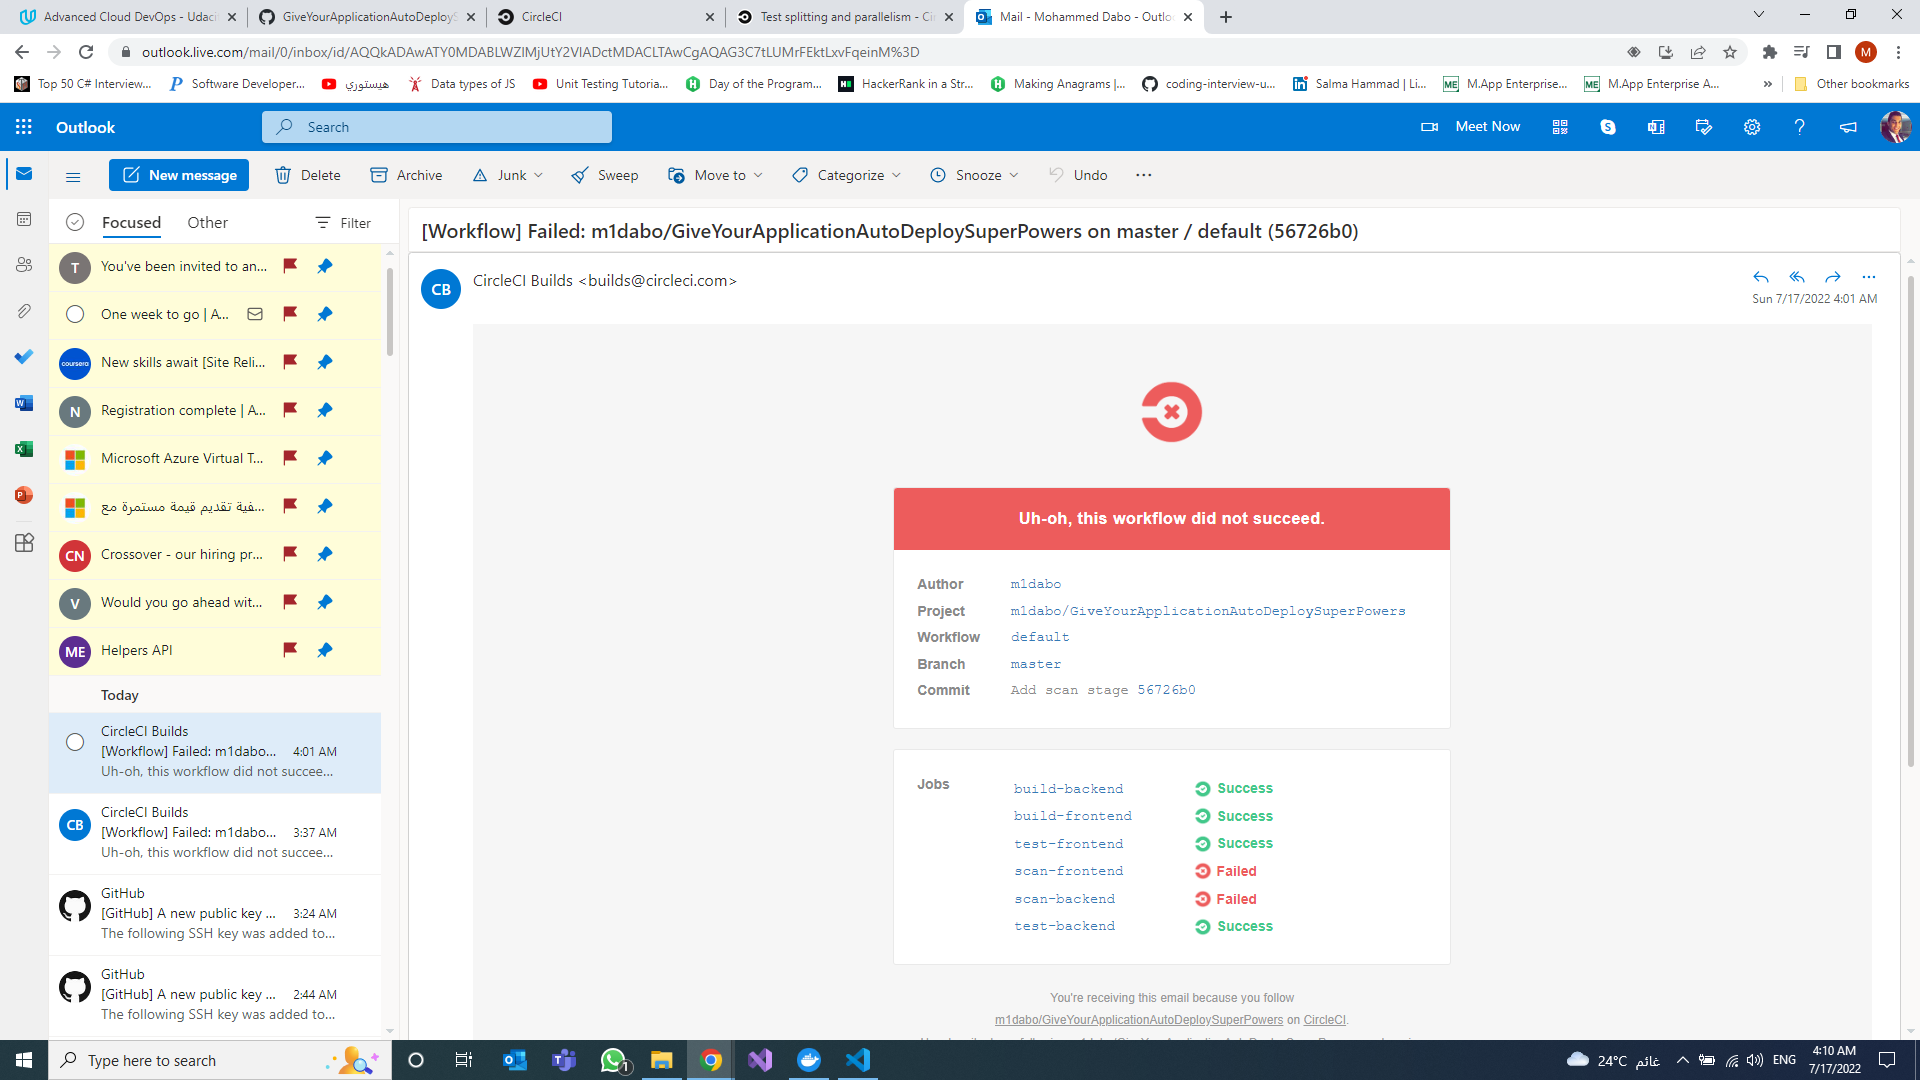 Advanced Cloud DevOps - Udaci
GiveYourApplicationAutoDeployS
CircleCI
Test splitting and parallelism - Cir
Mail - Mohammed Dabo - Outlo
outlook.live.com/mail/0/inbox/id/AQQkADAwATY0MDABLWZlMjUtY2VlADctMDACLTAwCgAQAG3C7tLUMrFEktLxvFqeinM%3D
M
Top 50 C# Interview...
Software Developer...
هيستوري
Data types of JS
Unit Testing Tutoria...
Day of the Program...
HackerRank in a Str...
Making Anagrams |...
coding-interview-u...
Salma Hammad | Li...
M.App Enterprise...
M.App Enterprise A...
»
Other bookmarks
Outlook
Search
Meet Now
New message
Delete
Archive
Junk
Sweep
Move to
Categorize
Snooze
Undo
Focused
Other
Filter
T
You've been invited to an...
One week to go | A...
coursera
New skills await [Site Reli...
N
Registration complete | A...
Microsoft Azure Virtual T...
...فية تقديم قيمة مستمرة مع
CN
Crossover - our hiring pr...
V
Would you go ahead wit...
ME
Helpers API
Today
CircleCI Builds
[Workflow] Failed: m1dabo... 4:01 AM
Uh-oh, this workflow did not succee...
CB
CircleCI Builds
[Workflow] Failed: m1dabo... 3:37 AM
Uh-oh, this workflow did not succee...
GitHub
[GitHub] A new public key ... 3:24 AM
The following SSH key was added to...
GitHub
[GitHub] A new public key ... 2:44 AM
The following SSH key was added to...
[Workflow] Failed: m1dabo/GiveYourApplicationAutoDeploySuperPowers on master / default (56726b0)
CB
CircleCI Builds <builds@circleci.com>
Sun 7/17/2022 4:01 AM
Uh-oh, this workflow did not succeed.
Author m1dabo
Project m1dabo/GiveYourApplicationAutoDeploySuperPowers
Workflow default
Branch master
Commit Add scan stage 56726b0
Jobs
build-backend Success
build-frontend Success
test-frontend Success
scan-frontend Failed
scan-backend Failed
test-backend Success
You're receiving this email because you follow
m1dabo/GiveYourApplicationAutoDeploySuperPowers on CircleCI.
Type here to search
1
24°C غائم
ENG
4:10 AM
7/17/2022